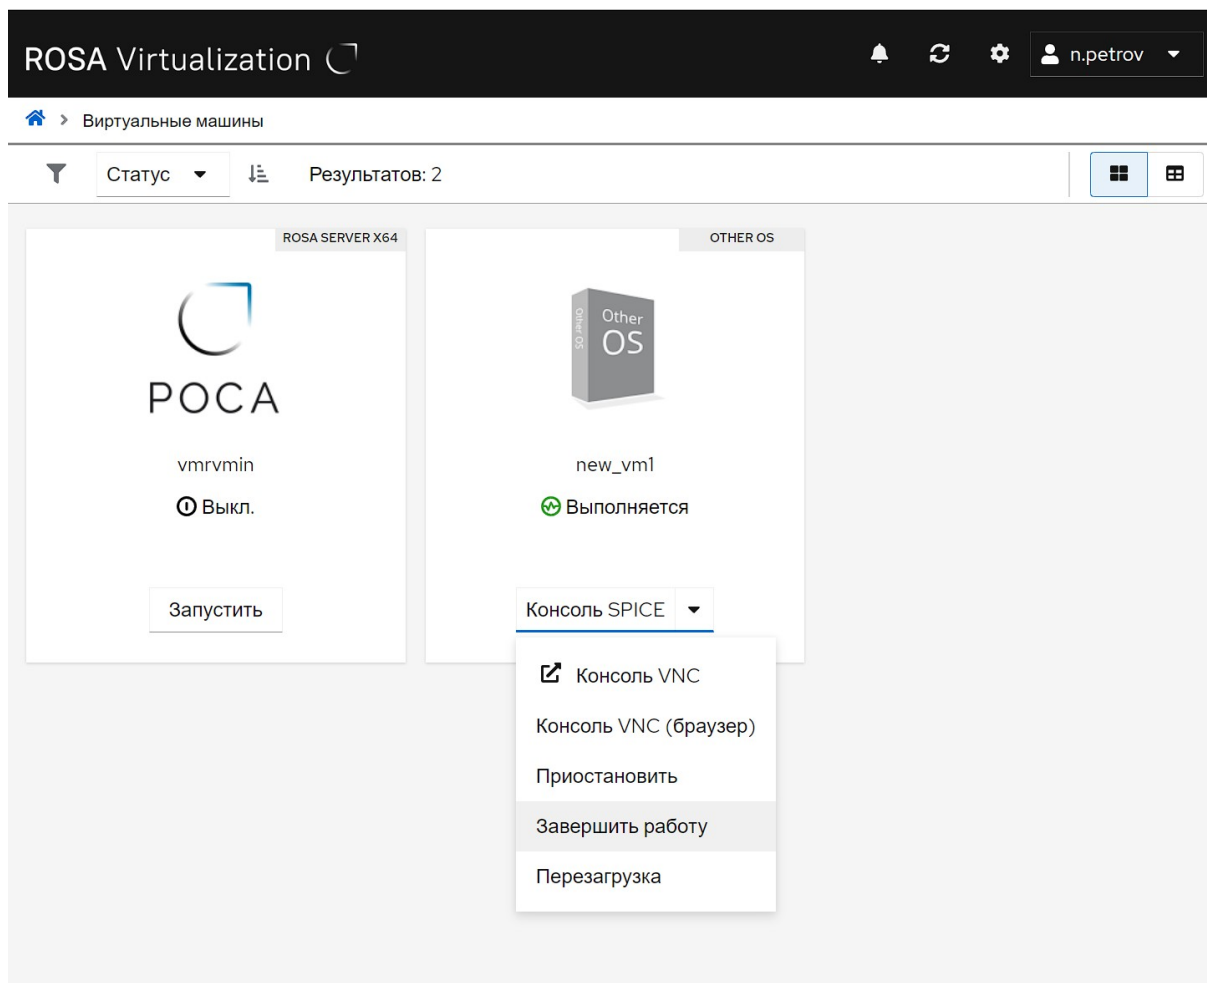 ROSA Virtualization
n.petrov
Виртуальные машины
Статус
Результатов: 2
ROSA SERVER X64
РОСА
vmrvmin
Выкл.
Запустить
OTHER OS
Other OS
Other
OS
new_vm1
Выполняется
Консоль SPICE
Консоль VNC
Консоль VNC (браузер)
Приостановить
Завершить работу
Перезагрузка